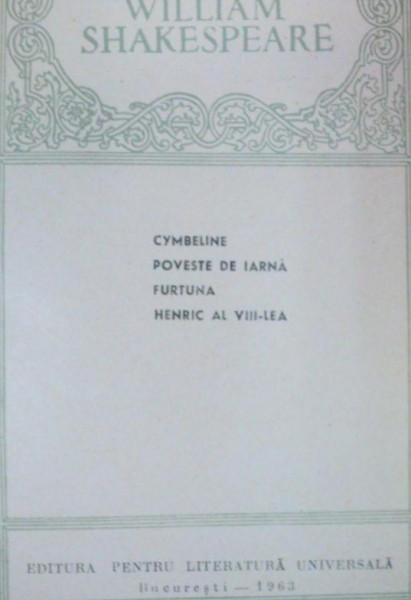 WILLIAM
SHAKESPEARE
CYMBELINE
POVESTE DE IARNĂ
FURTUNA
HENRIC AL VIII-LEA
EDITURA PENTRU LITERATURĂ UNIVERSALĂ
București — 1963